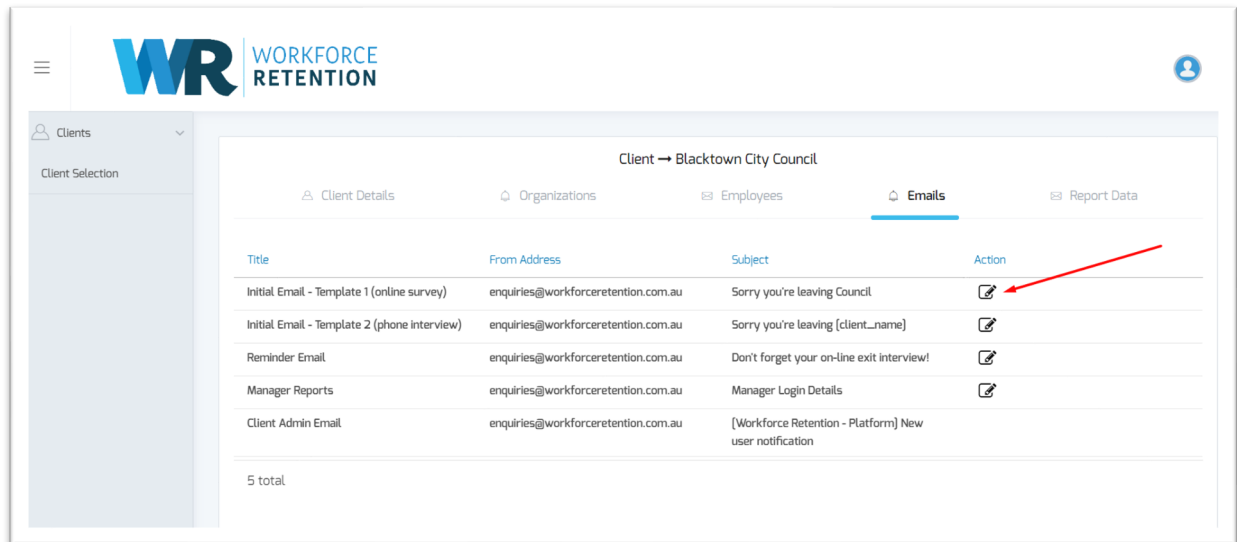 WR WORKFORCE
RETENTION
Clients
Client Selection
Client → Blacktown City Council
Client Details Organizations Employees Emails Report Data
Title From Address Subject Action
Initial Email - Template 1 (online survey) enquiries@workforceretention.com.au Sorry you're leaving Council
Initial Email - Template 2 (phone interview) enquiries@workforceretention.com.au Sorry you're leaving [client_name]
Reminder Email enquiries@workforceretention.com.au Don't forget your on-line exit interview!
Manager Reports enquiries@workforceretention.com.au Manager Login Details
Client Admin Email enquiries@workforceretention.com.au [Workforce Retention - Platform] New
user notification
5 total